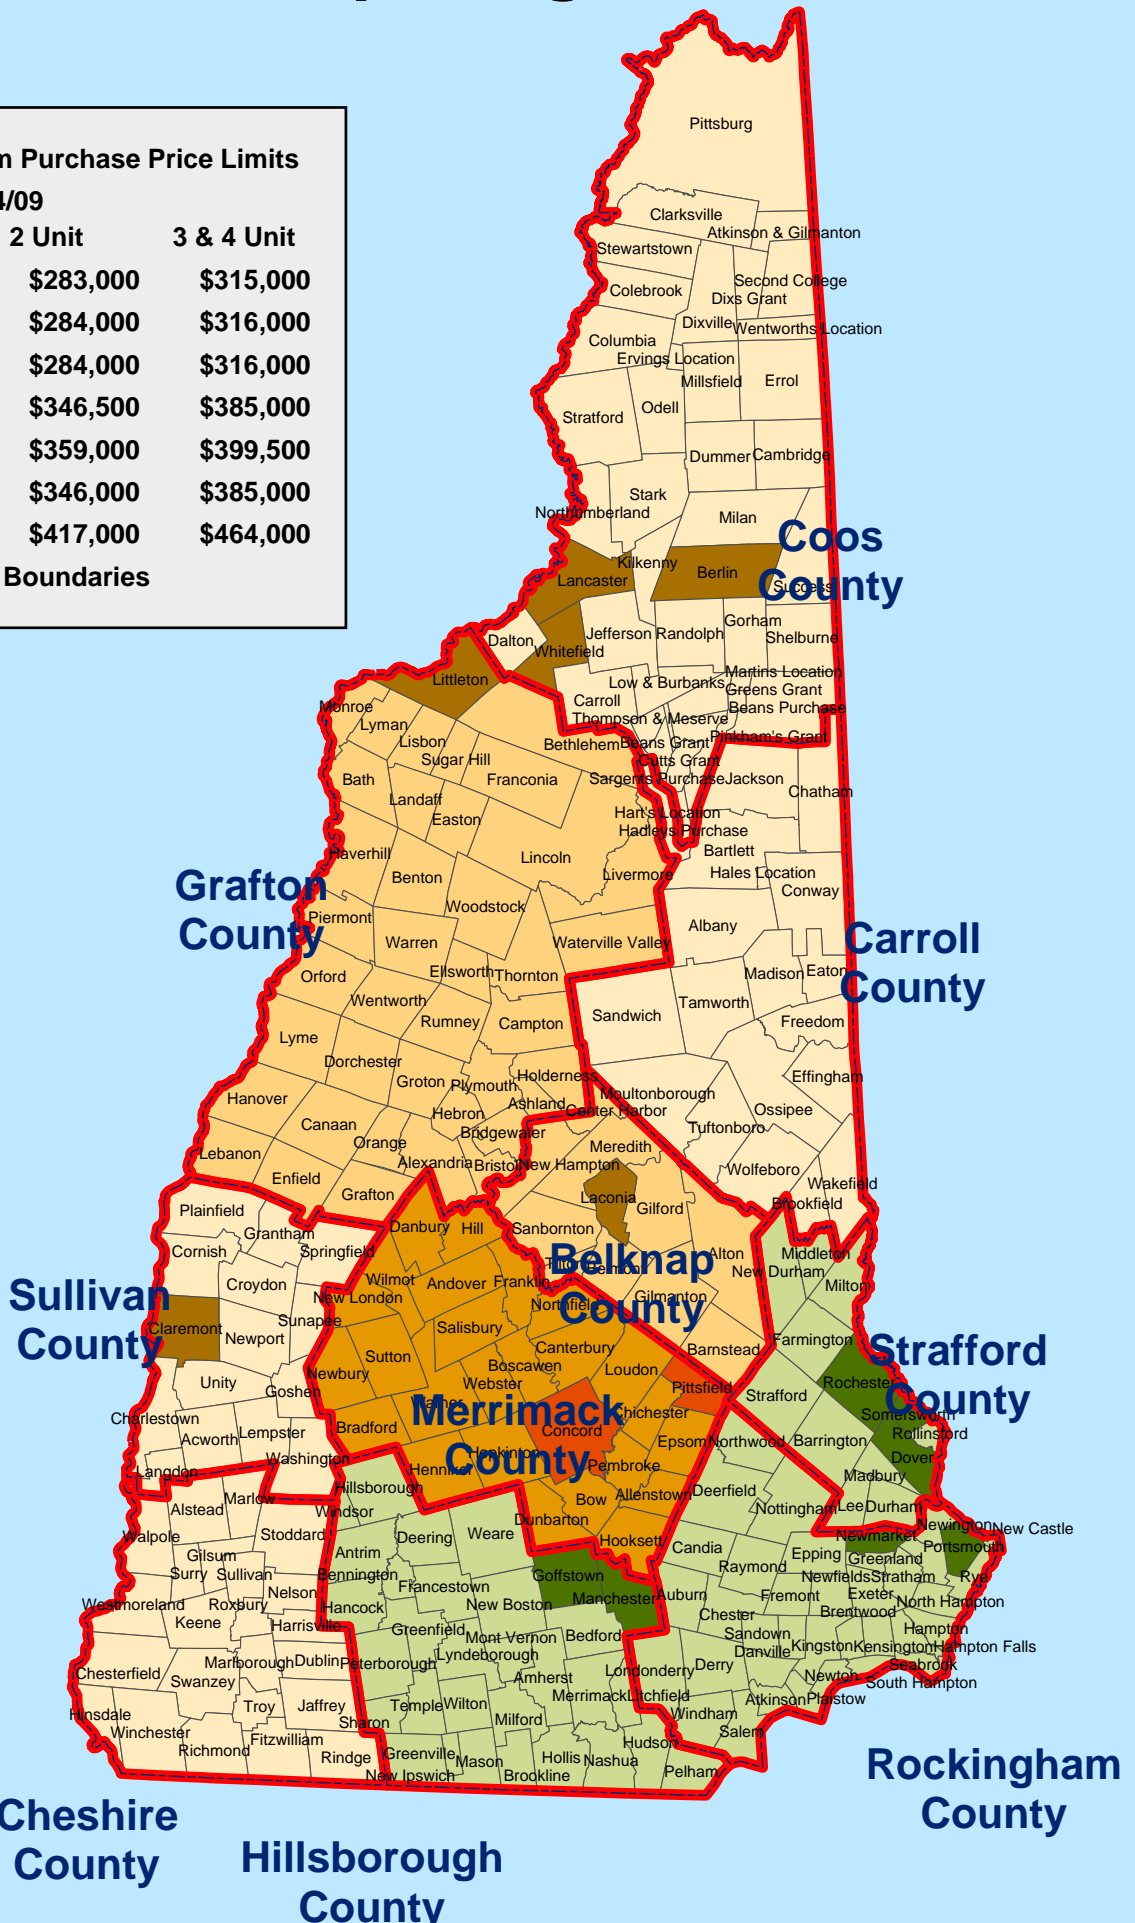 m Purchase Price Limits
4/09
2 Unit 3 & 4 Unit
$283,000 $315,000
$284,000 $316,000
$284,000 $316,000
$346,500 $385,000
$359,000 $399,500
$346,000 $385,000
$417,000 $464,000
Boundaries
Pittsburg
Clarksville
Atkinson & Gilmanton
Stewartstown
Second College
Colebrook
Dixs Grant
Dixville
Wentworths Location
Columbia
Ervings Location
Millsfield
Errol
Odell
Stratford
Dummer
Cambridge
Stark
Northumberland
Milan
Coos
County
Kilkenny
Berlin
Lancaster
Success
Gorham
Jefferson
Randolph
Shelburne
Dalton
Whitefield
Martins Location
Littleton
Low & Burbanks
Greens Grant
Carroll
Beans Purchase
Monroe
Thompson & Meserve
Lyman
Pinkham's Grant
Lisbon
Bethlehem
Beans Grant
Sugar Hill
Cutts Grant
Bath
Franconia
Sargents Purchase
Jackson
Chatham
Landaff
Hart's Location
Easton
Hadleys Purchase
Haverhill
Lincoln
Bartlett
Livermore
Hales Location
Benton
Conway
Grafton
County
Woodstock
Piermont
Albany
Warren
Waterville Valley
Carroll
County
Orford
Ellsworth
Thornton
Madison
Eaton
Wentworth
Tamworth
Sandwich
Rumney
Campton
Freedom
Lyme
Dorchester
Holderness
Effingham
Groton
Plymouth
Moultonborough
Hanover
Ashland
Center Harbor
Hebron
Ossipee
Canaan
Bridgewater
Tuftonboro
Orange
Meredith
Lebanon
Alexandria
Bristol
New Hampton
Wolfeboro
Enfield
Wakefield
Grafton
Laconia
Brookfield
Plainfield
Gilford
Danbury
Hill
Sanbornton
Grantham
Cornish
Springfield
Alton
Middleton
Belknap
County
Tilton
Belmont
New Durham
Wilmot
Andover
Franklin
Milton
Croydon
New London
Gilmanton
Sullivan
County
Northfield
Sunapee
Claremont
Salisbury
Newport
Farmington
Canterbury
Barnstead
Strafford
County
Sutton
Boscawen
Loudon
Newbury
Unity
Webster
Pittsfield
Rochester
Goshen
Strafford
Warner
Merrimack
County
Chichester
Somersworth
Charlestown
Bradford
Concord
Rollinsford
Lempster
Acworth
Epsom
Northwood
Barrington
Hopkinton
Washington
Dover
Henniker
Pembroke
Langdon
Madbury
Hillsborough
Deerfield
Allenstown
Marlow
Bow
Nottingham
Lee
Durham
Alstead
Windsor
Dunbarton
Newington
New Castle
Walpole
Stoddard
Deering
Weare
Hooksett
Newmarket
Candia
Portsmouth
Antrim
Epping
Gilsum
Greenland
Raymond
Surry
Sullivan
Bennington
Goffstown
Newfields
Stratham
Rye
Francestown
Nelson
Auburn
Fremont
Exeter
Westmoreland
Roxbury
New Boston
Manchester
North Hampton
Hancock
Brentwood
Keene
Chester
Harrisville
Greenfield
Hampton
Mont Vernon
Bedford
Sandown
Kingston
Kensington
Hampton Falls
Danville
Lyndeborough
Marlborough
Dublin
Peterborough
Derry
Seabrook
Chesterfield
Londonderry
Newton
Amherst
South Hampton
Swanzey
Merrimack
Litchfield
Atkinson
Plaistow
Troy
Jaffrey
Temple
Wilton
Hinsdale
Windham
Milford
Sharon
Winchester
Salem
Fitzwilliam
Hudson
Richmond
Rindge
Greenville
Hollis
Nashua
Mason
Pelham
New Ipswich
Brookline
Rockingham
County
Cheshire
County
Hillsborough
County